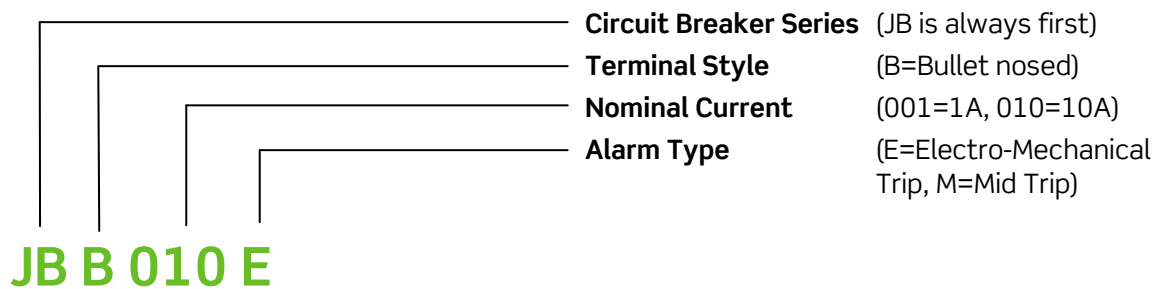 Circuit Breaker Series (JB is always first)
Terminal Style (B=Bullet nosed)
Nominal Current (001=1A, 010=10A)
Alarm Type (E=Electro-Mechanical
Trip, M=Mid Trip)
JB B 010 E